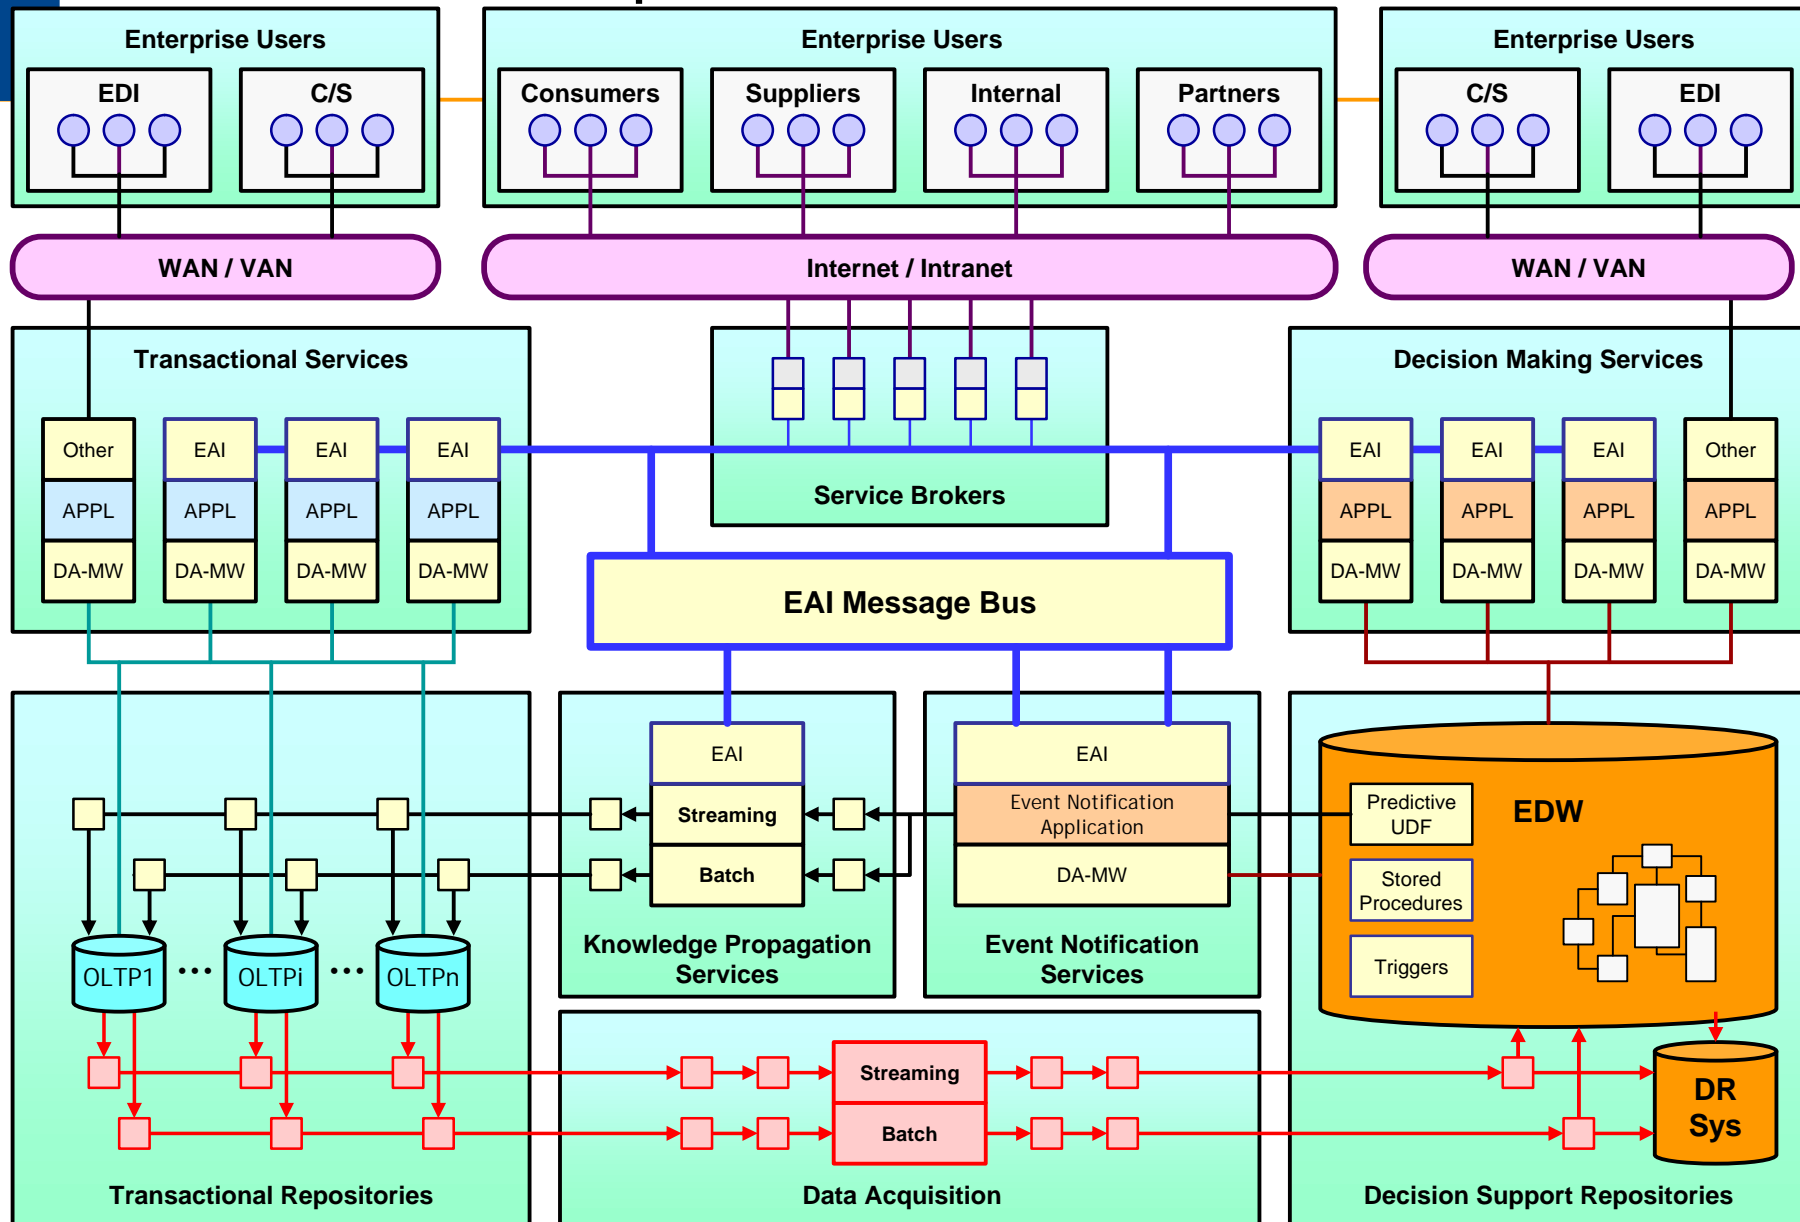 Enterprise Users
Enterprise Users
Enterprise Users
EDI
C/S
Consumers
Suppliers
Internal
Partners
C/S
EDI
WAN / VAN
Internet / Intranet
WAN / VAN
Transactional Services
Other
APPL
DA-MW
EAI
APPL
DA-MW
EAI
APPL
DA-MW
EAI
APPL
DA-MW
Service Brokers
Decision Making Services
EAI
APPL
DA-MW
EAI
APPL
DA-MW
EAI
APPL
DA-MW
Other
APPL
DA-MW
EAI Message Bus
EAI
Streaming
Batch
Knowledge Propagation
Services
EAI
Event Notification
Application
DA-MW
Event Notification
Services
Predictive
UDF
Stored
Procedures
Triggers
EDW
OLTP1
...
OLTPi
...
OLTPn
Transactional Repositories
Streaming
Batch
Data Acquisition
DR
Sys
Decision Support Repositories